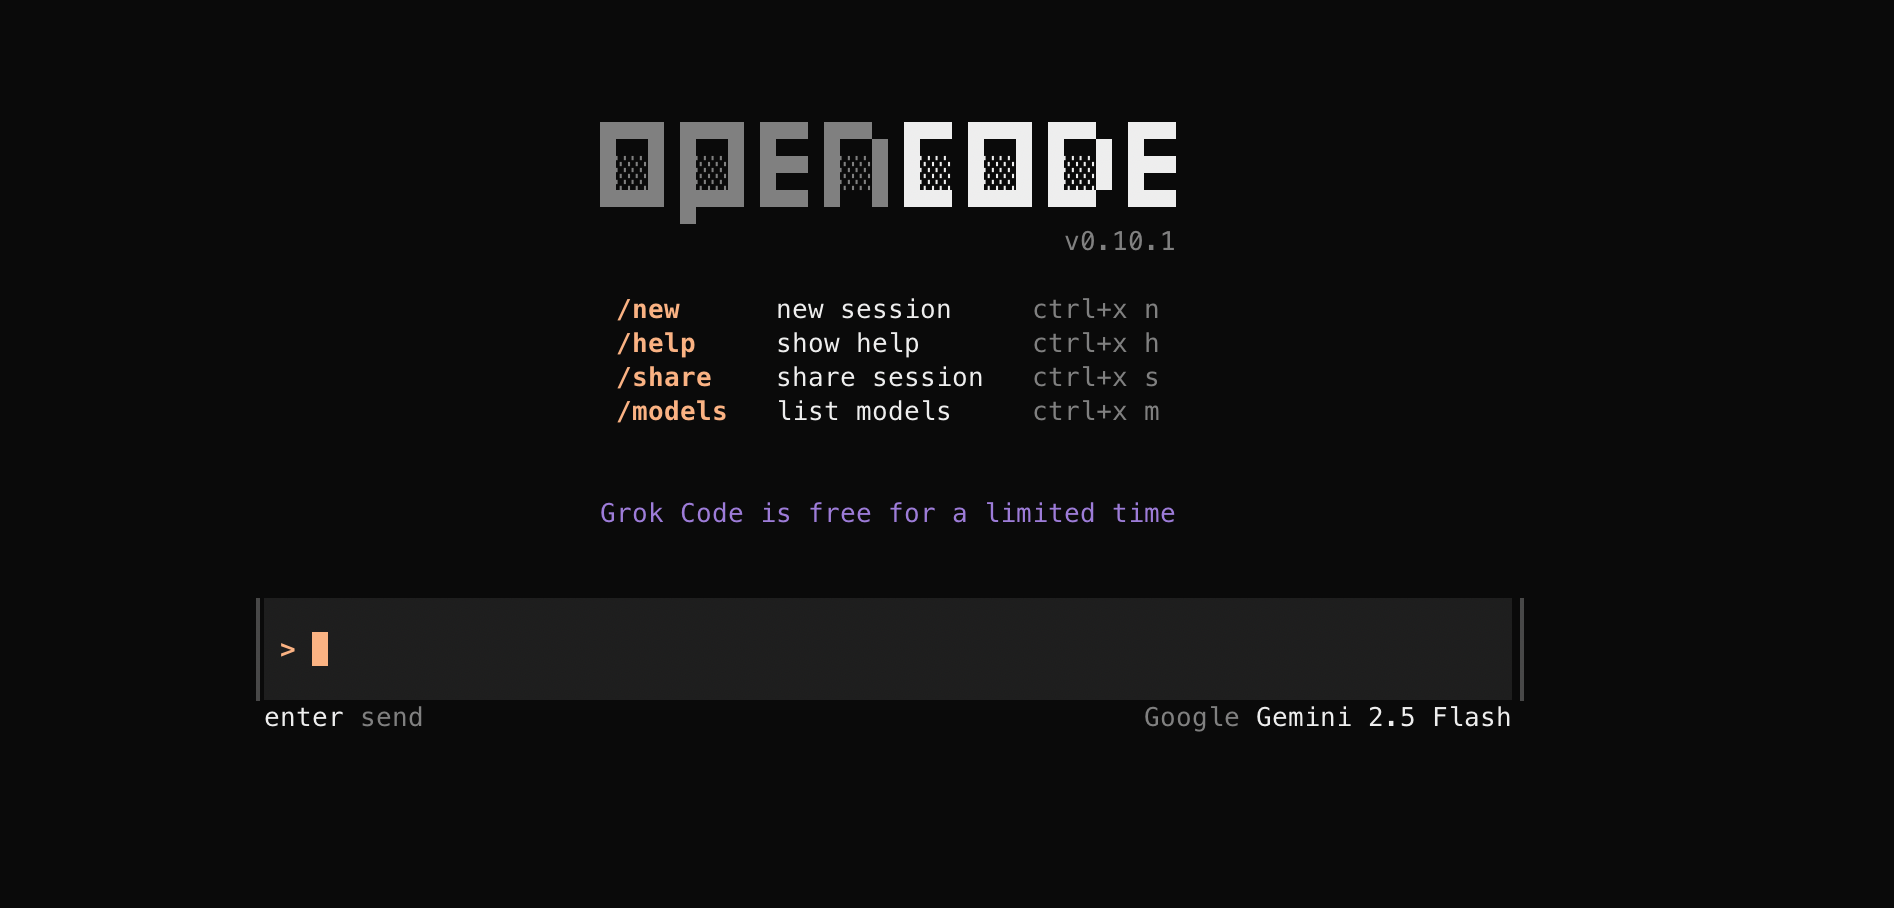 opencode
v0.10.1
/new new session ctrl+x n
/help show help ctrl+x h
/share share session ctrl+x s
/models list models ctrl+x m
Grok Code is free for a limited time
>
enter send Google Gemini 2.5 Flash